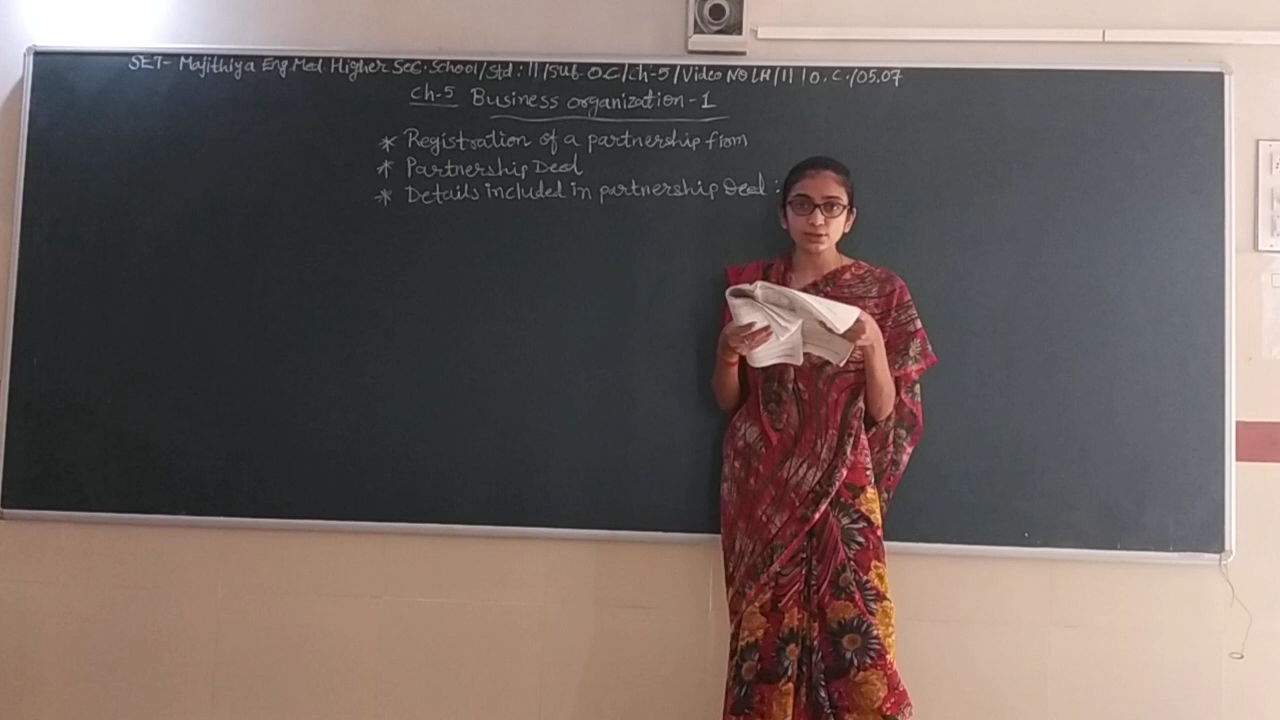 SET- Majithiya Eng.Med Higher Sec. School/Std:11/Sub-O.C/Ch-5/Video No LH/11/O.C./05.07
Ch-5 Business organization-1
* Registration of a partnership firm
* Partnership Deed
* Details included in partnership Deed: